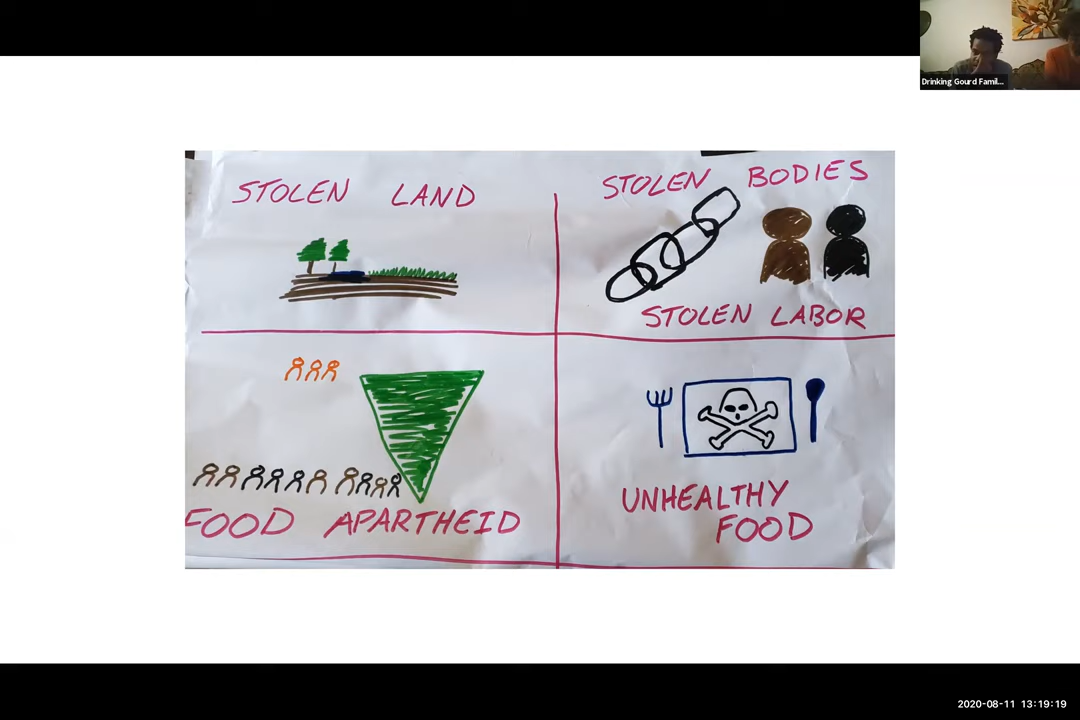 Drinking Gourd Famil...
STOLEN LAND
STOLEN BODIES
STOLEN LABOR
FOOD APARTHEID
UNHEALTHY
FOOD
2020-08-11 13:19:19